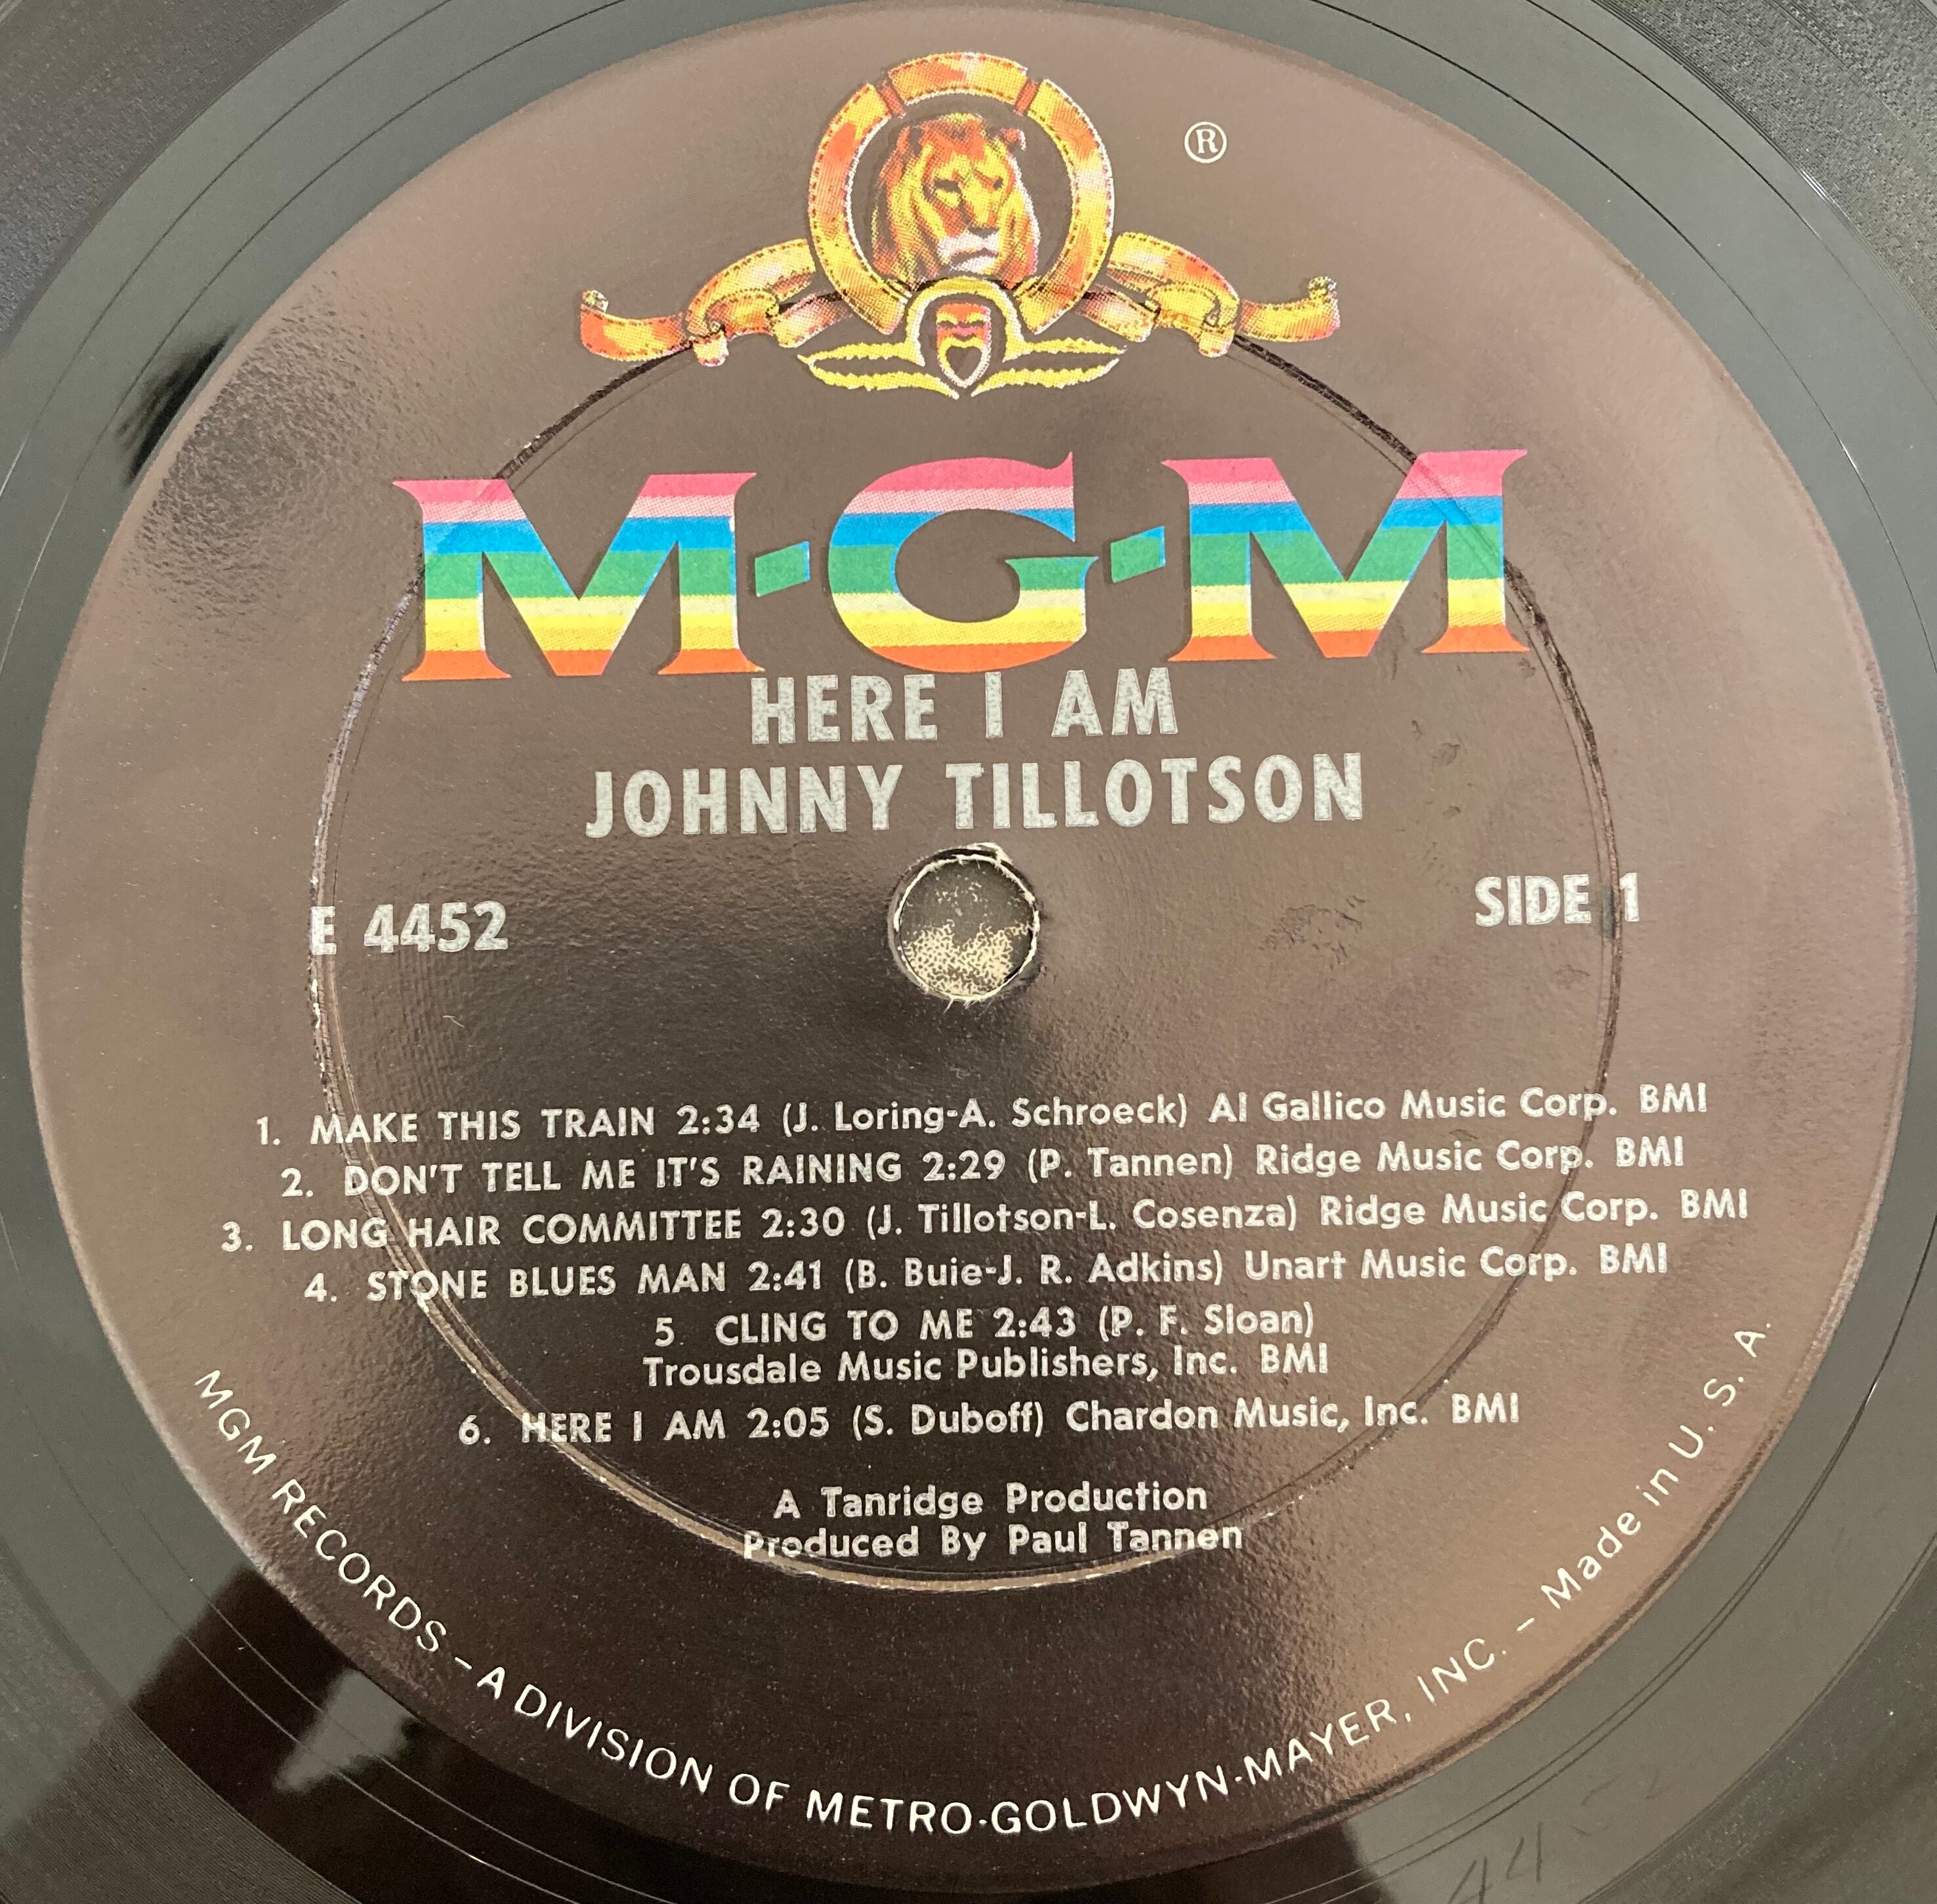 ®
M-G-M
HERE I AM
JOHNNY TILLOTSON
E 4452
SIDE 1
1. MAKE THIS TRAIN 2:34 (J. Loring-A. Schroeck) Al Gallico Music Corp. BMI
2. DON'T TELL ME IT'S RAINING 2:29 (P. Tannen) Ridge Music Corp. BMI
3. LONG HAIR COMMITTEE 2:30 (J. Tillotson-L. Cosenza) Ridge Music Corp. BMI
4. STONE BLUES MAN 2:41 (B. Buie-J. R. Adkins) Unart Music Corp. BMI
5. CLING TO ME 2:43 (P. F. Sloan)
Trousdale Music Publishers, Inc. BMI
6. HERE I AM 2:05 (S. Duboff) Chardon Music, Inc. BMI
A Tanridge Production
Produced By Paul Tannen
MGM RECORDS – A DIVISION OF METRO-GOLDWYN-MAYER, INC. – Made in U. S. A.